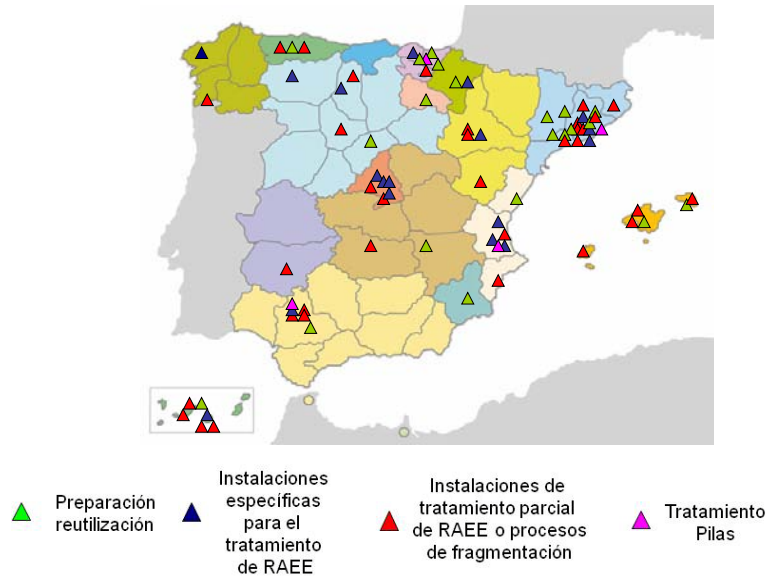 Preparación
reutilización
Instalaciones
específicas
para el
tratamiento
de RAEE
Instalaciones de
tratamiento parcial
de RAEE o procesos
de fragmentación
Tratamiento
Pilas